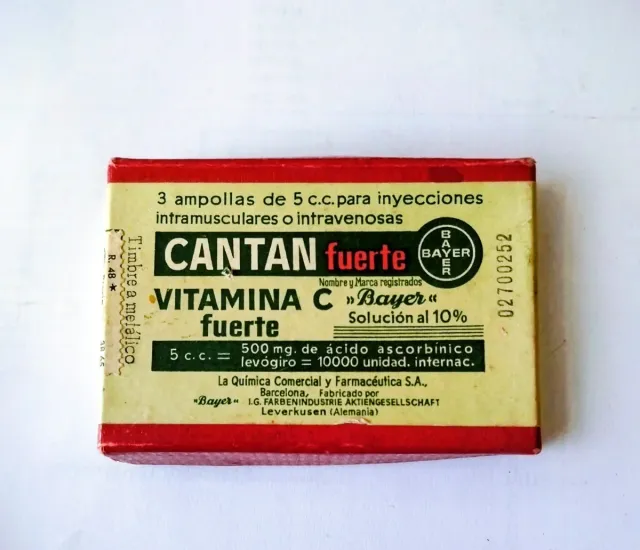 3 ampollas de 5 c.c. para inyecciones
intramusculares o intravenosas
CANTAN fuerte
BAYER
BAYER
Nombre y Marca registrados
VITAMINA C »Bayer«
fuerte
Solución al 10%
5 c.c. = 500 mg. de ácido ascorbínico
levógiro = 10000 unidad. internac.
La Química Comercial y Farmacéutica S.A.,
Barcelona, Fabricado por
»Bayer« I.G. FARBENINDUSTRIE AKTIENGESELLSCHAFT
Leverkusen (Alemania)
02700252
Timbre a metálico
R. 48 *